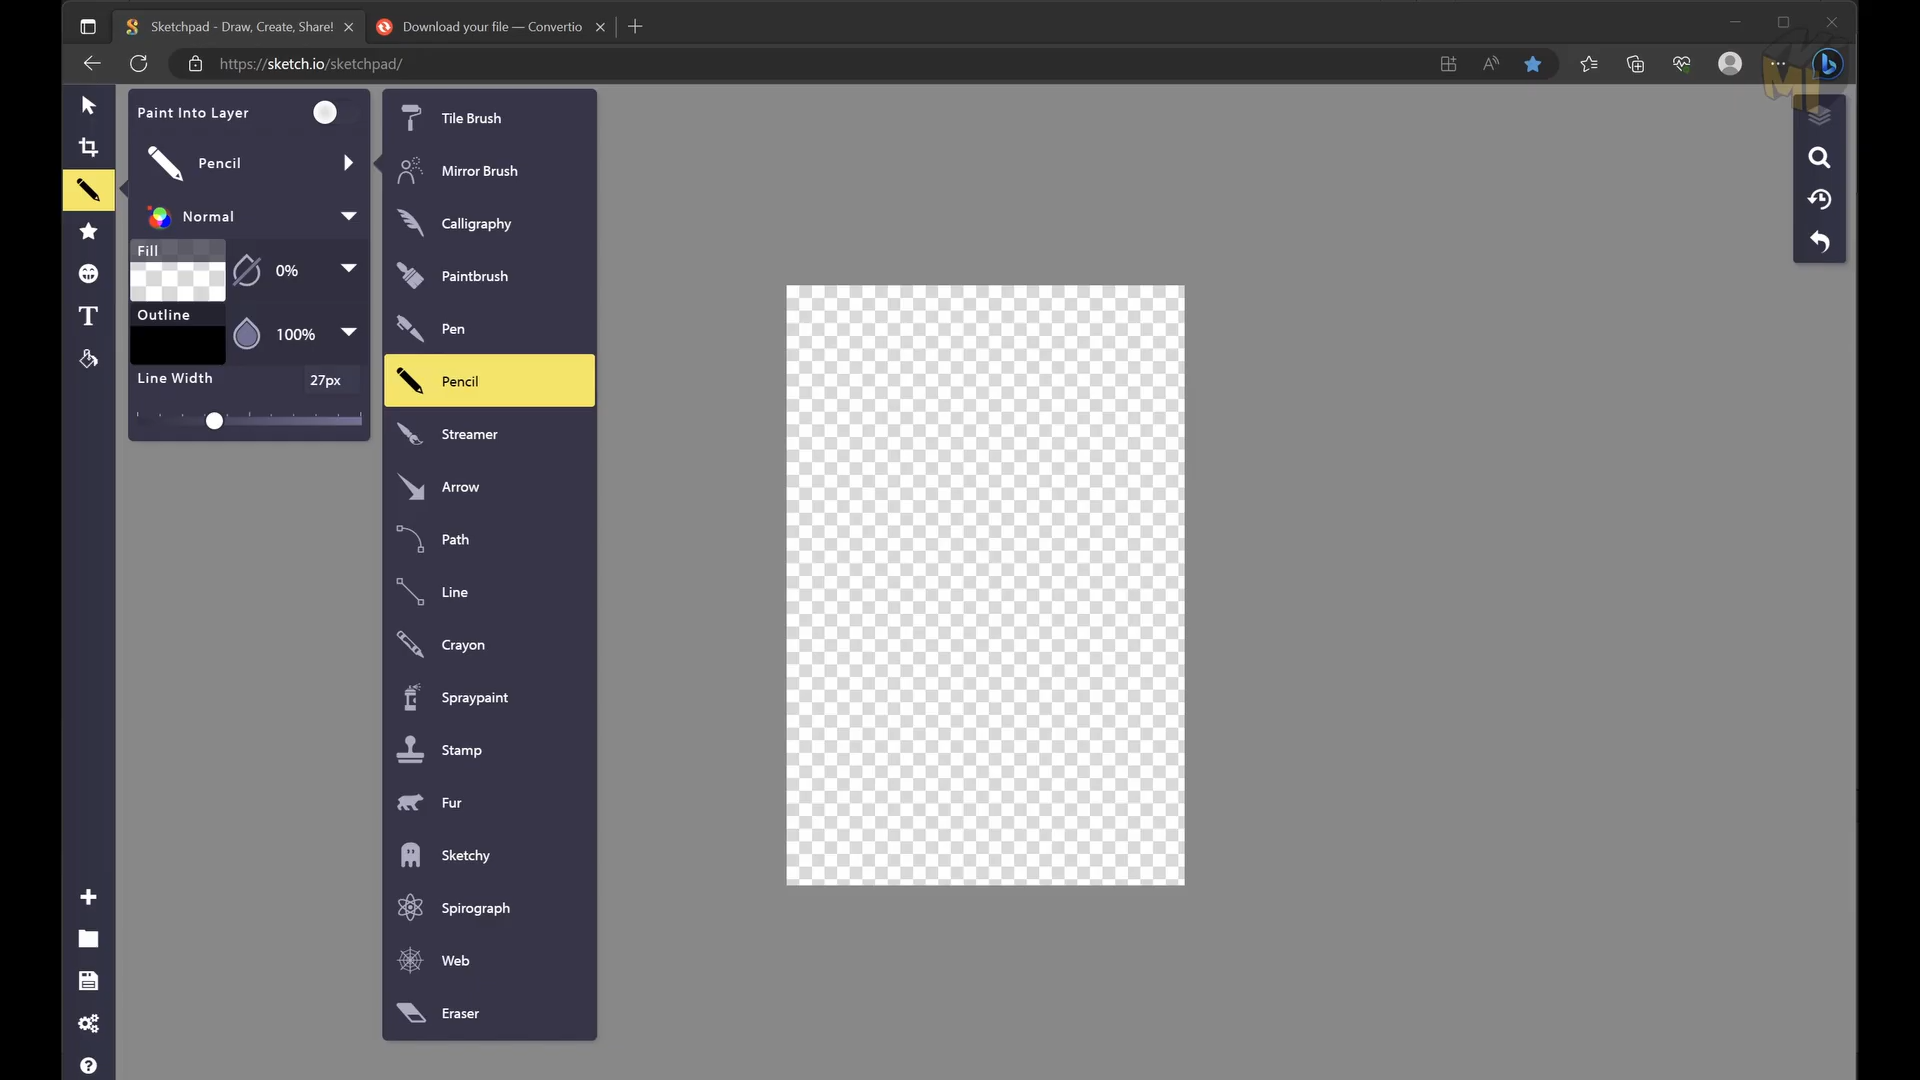 Sketchpad - Draw, Create, Share!
Download your file — Convertio
https://sketch.io/sketchpad/
Paint Into Layer
Pencil
Normal
Fill
0%
Outline
100%
Line Width
27px
Tile Brush
Mirror Brush
Calligraphy
Paintbrush
Pen
Pencil
Streamer
Arrow
Path
Line
Crayon
Spraypaint
Stamp
Fur
Sketchy
Spirograph
Web
Eraser
T